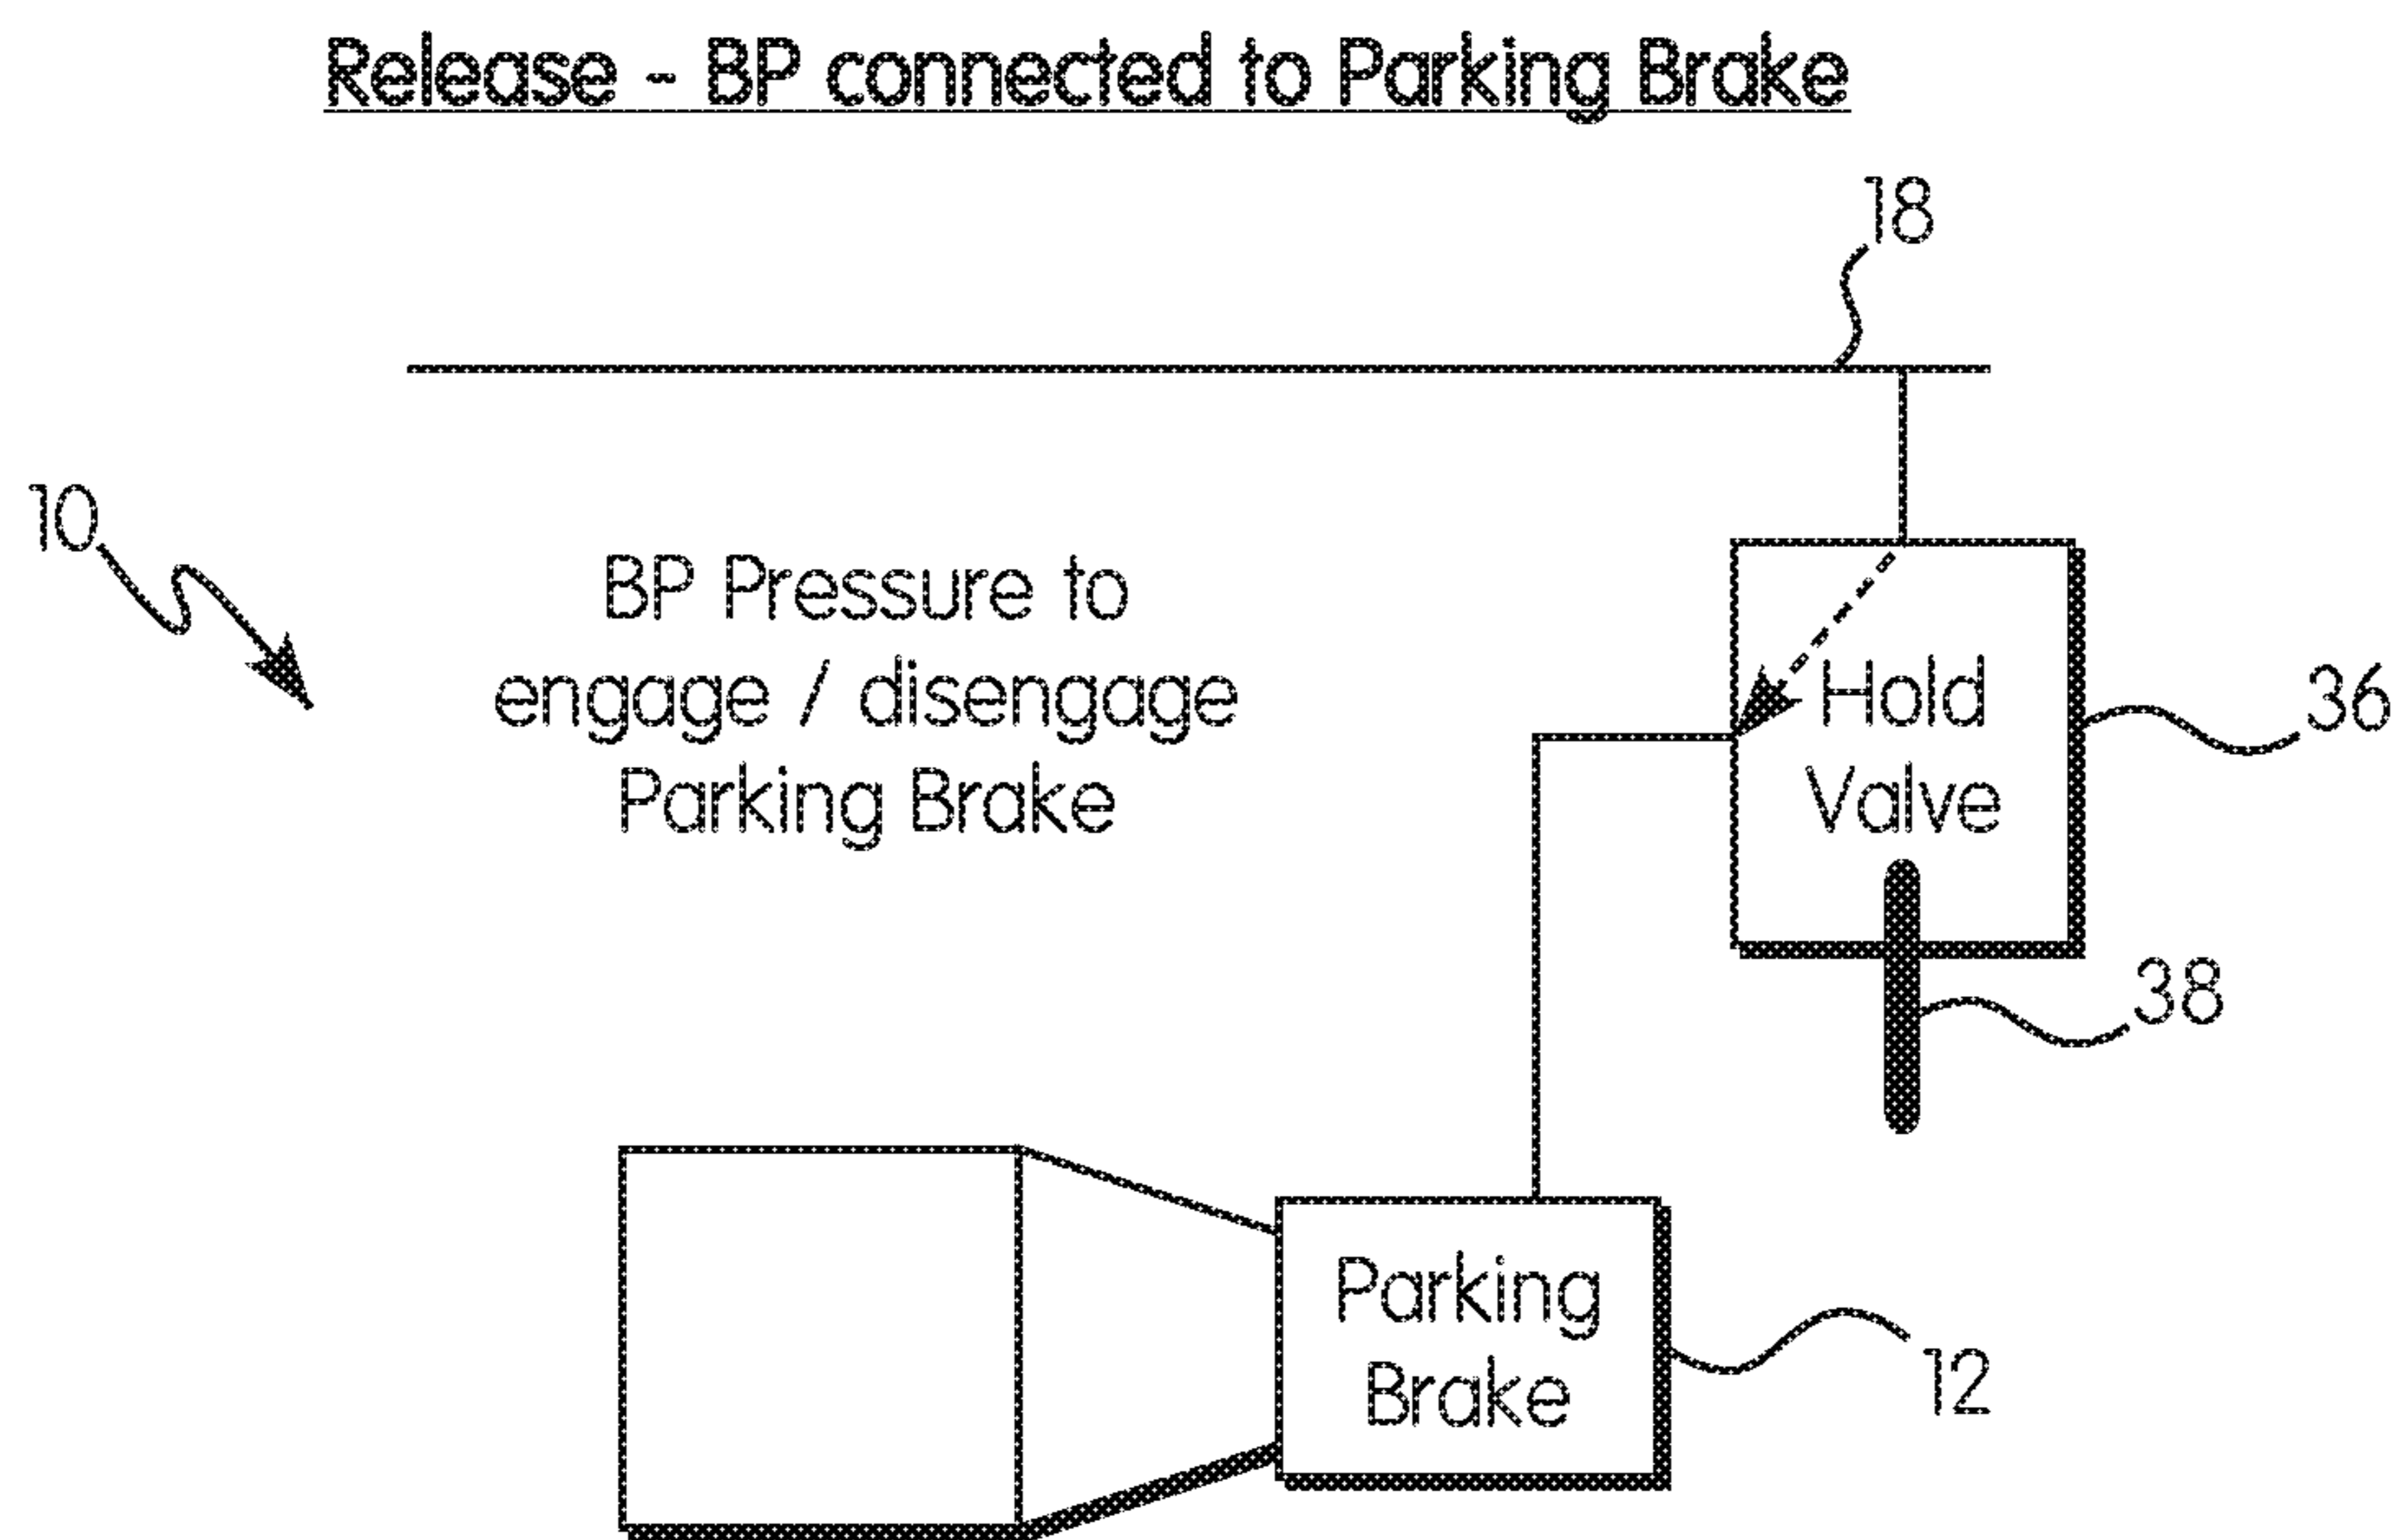 Release - BP connected to Parking Brake
18
10
BP Pressure to
engage / disengage
Parking Brake
Hold
Valve
36
38
Parking
Brake
12